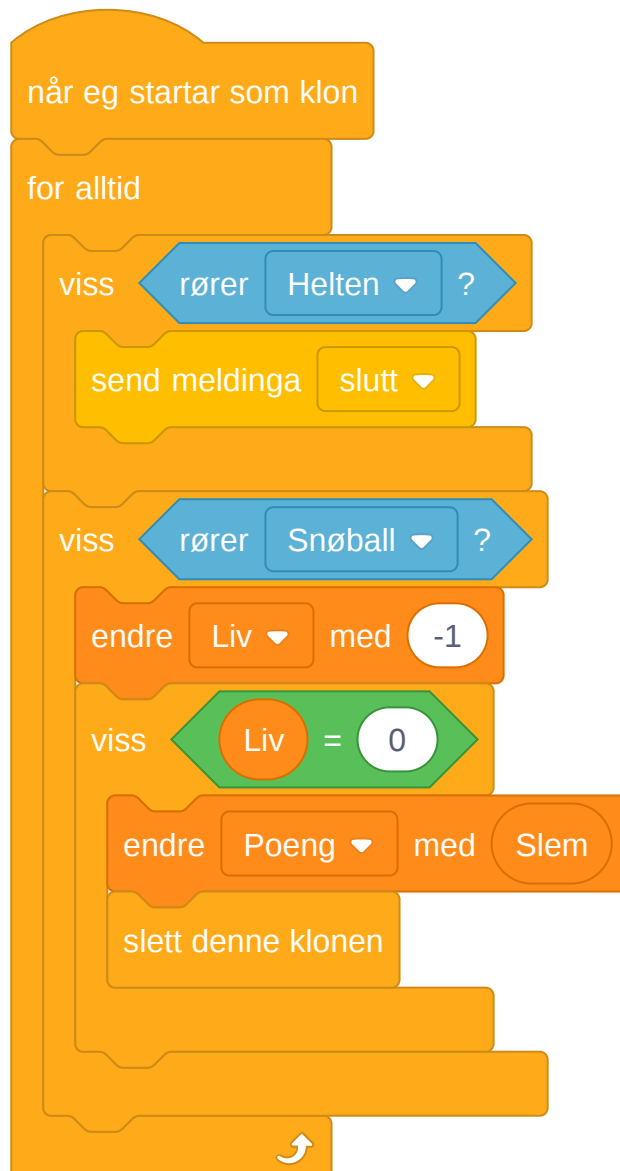 når eg startar som klon
for alltid
viss rører Helten ?
send meldinga slutt
viss rører Snøball ?
endre Liv med -1
viss Liv = 0
endre Poeng med Slem
slett denne klonen